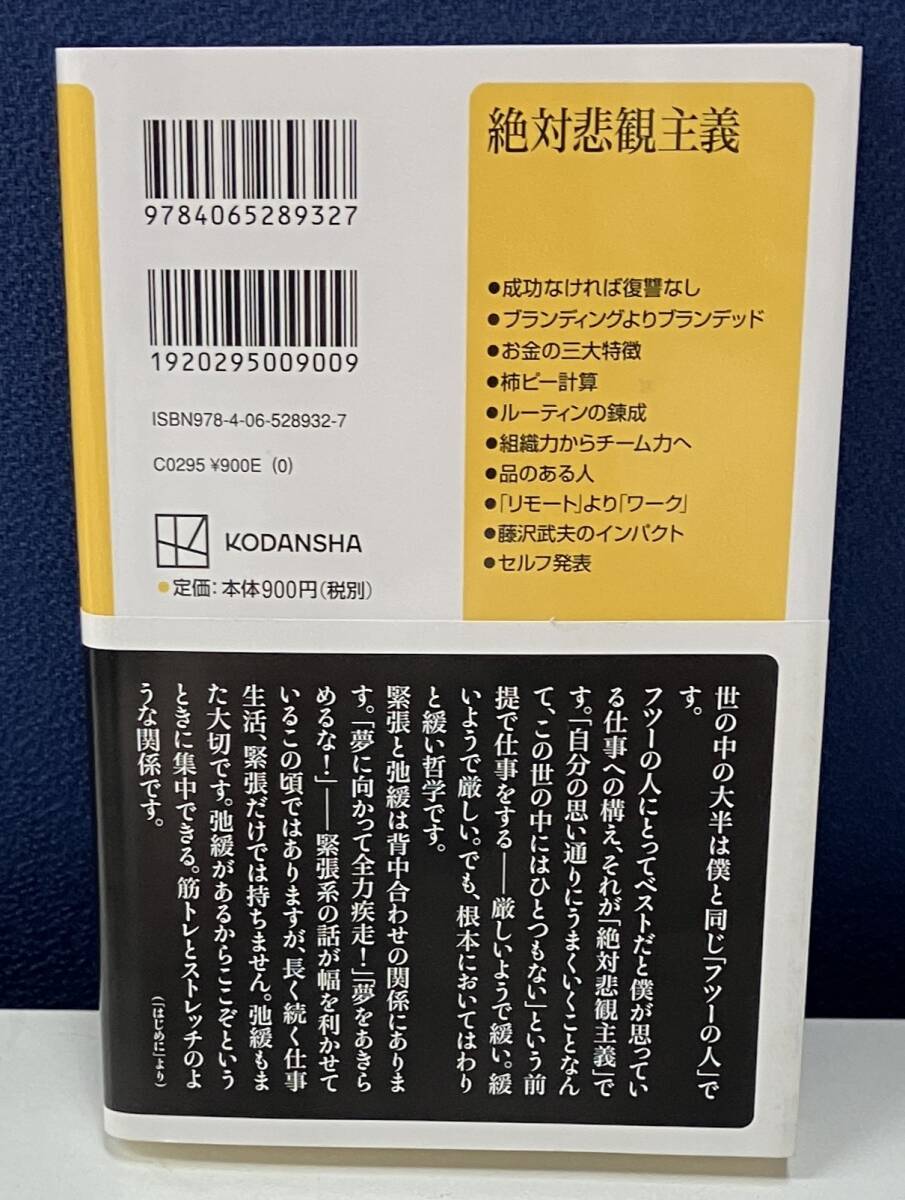 9784065289327
1920295009009
ISBN978-4-06-528932-7
C0295 ¥900E (0)
KODANSHA
●定価：本体900円（税別）
絶対悲観主義
●成功なければ復讐なし
●ブランディングよりブランデッド
●お金の三大特徴
●柿ピー計算
●ルーティンの錬成
●組織力からチーム力へ
●品のある人
●「リモート」より「ワーク」
●藤沢武夫のインパクト
●セルフ発表
世の中の大半は僕と同じ「フツーの人」で
す。
フツーの人にとってベストだと僕が思ってい
る仕事への構え、それが「絶対悲観主義」で
す。「自分の思い通りにうまくいくことなん
て、この世の中にはひとつもない」という前
提で仕事をする――厳しいようで緩い。緩
いようで厳しい。でも、根本においてはわり
と緩い哲学です。
緊張と弛緩は背中合わせの関係にありま
す。「夢に向かって全力疾走！」「夢をあきら
めるな！」――緊張系の話が幅を利かせて
いるこの頃ではありますが、長く続く仕事
生活、緊張だけでは持ちません。弛緩もま
た大切です。弛緩があるからここぞという
ときに集中できる。筋トレとストレッチのよ
うな関係です。
（「はじめに」より）